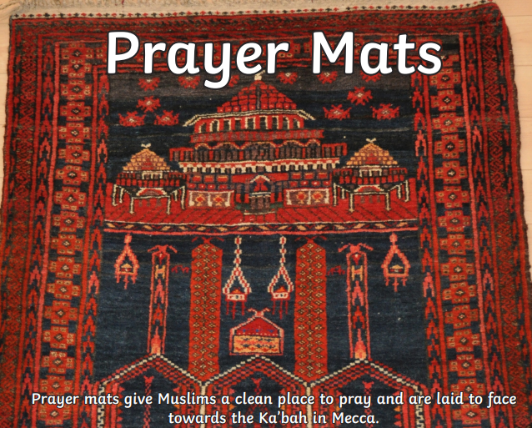 Prayer Mats
Prayer mats give Muslims a clean place to pray and are laid to face
towards the Ka'bah in Mecca.